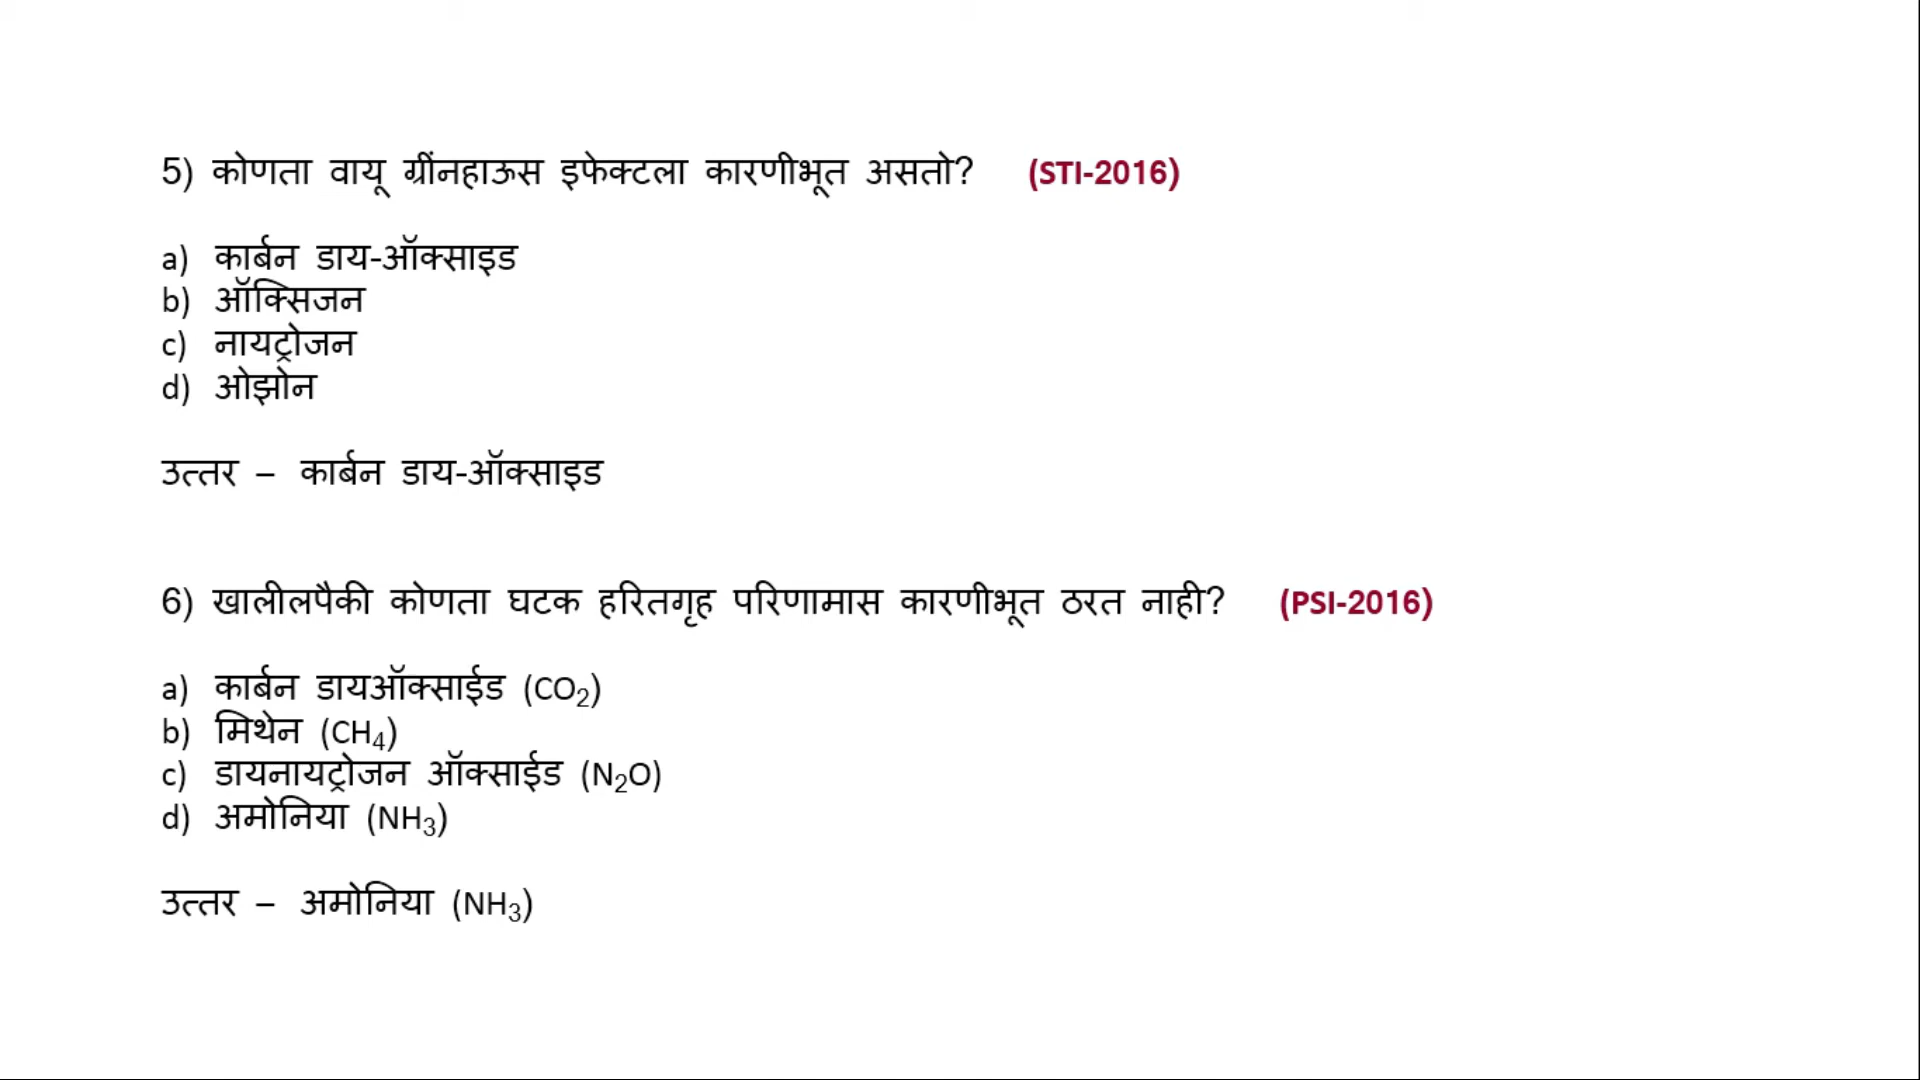 5) कोणता वायू ग्रींनहाऊस इफेक्टला कारणीभूत असतो? (STI-2016)
a) कार्बन डाय-ऑक्साइड
b) ऑक्सिजन
c) नायट्रोजन
d) ओझोन
उत्तर – कार्बन डाय-ऑक्साइड
6) खालीलपैकी कोणता घटक हरितगृह परिणामास कारणीभूत ठरत नाही? (PSI-2016)
a) कार्बन डायऑक्साईड (CO₂)
b) मिथेन (CH₄)
c) डायनायट्रोजन ऑक्साईड (N₂O)
d) अमोनिया (NH₃)
उत्तर – अमोनिया (NH₃)